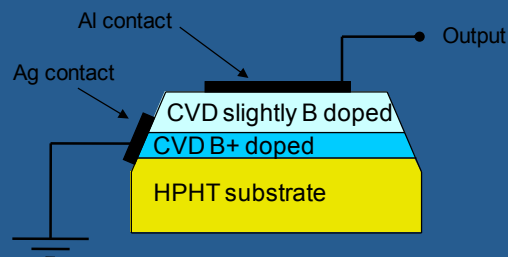 Al contact
Output
Ag contact
CVD slightly B doped
CVD B+ doped
HPHT substrate